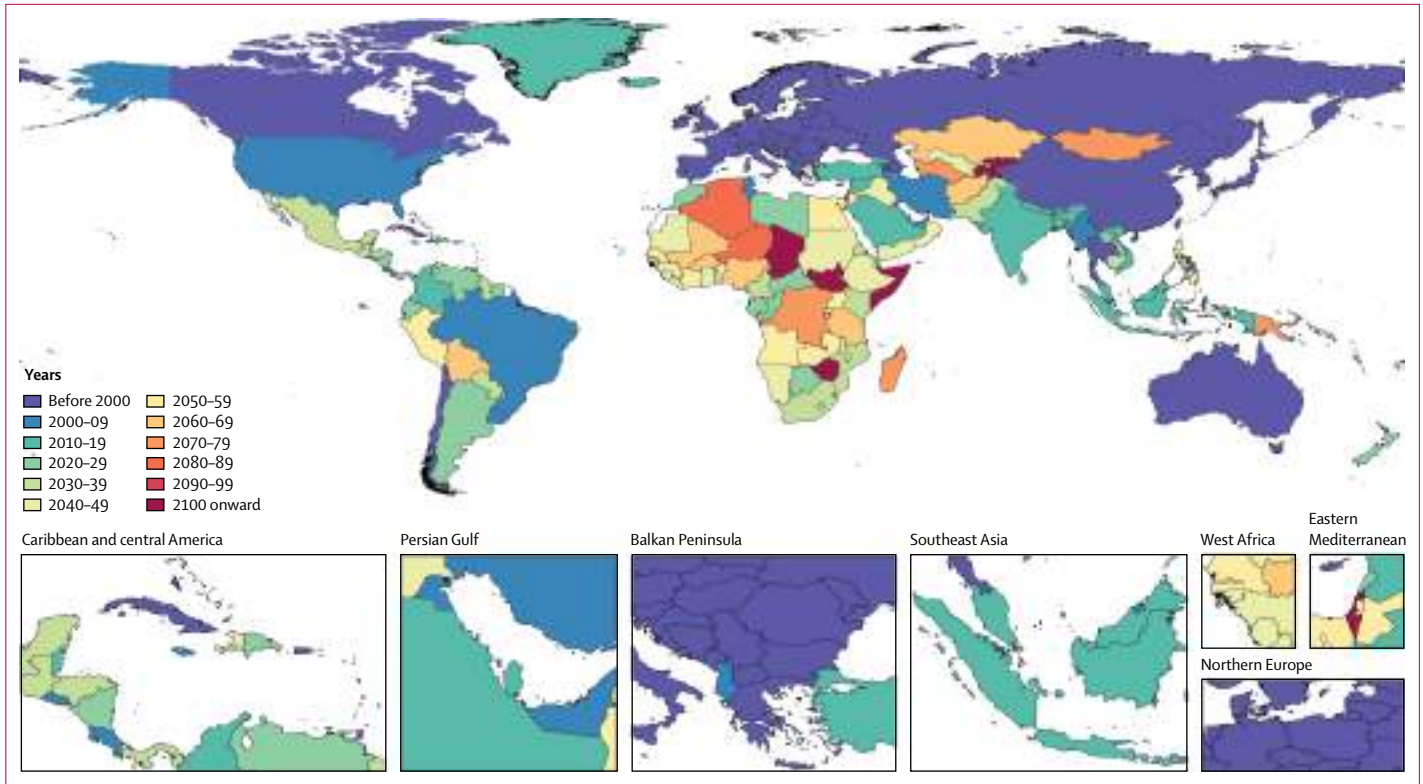 Years
Before 2000
2000–09
2010–19
2020–29
2030–39
2040–49
2050–59
2060–69
2070–79
2080–89
2090–99
2100 onward
Caribbean and central America
Persian Gulf
Balkan Peninsula
Southeast Asia
West Africa
Eastern
Mediterranean
Northern Europe